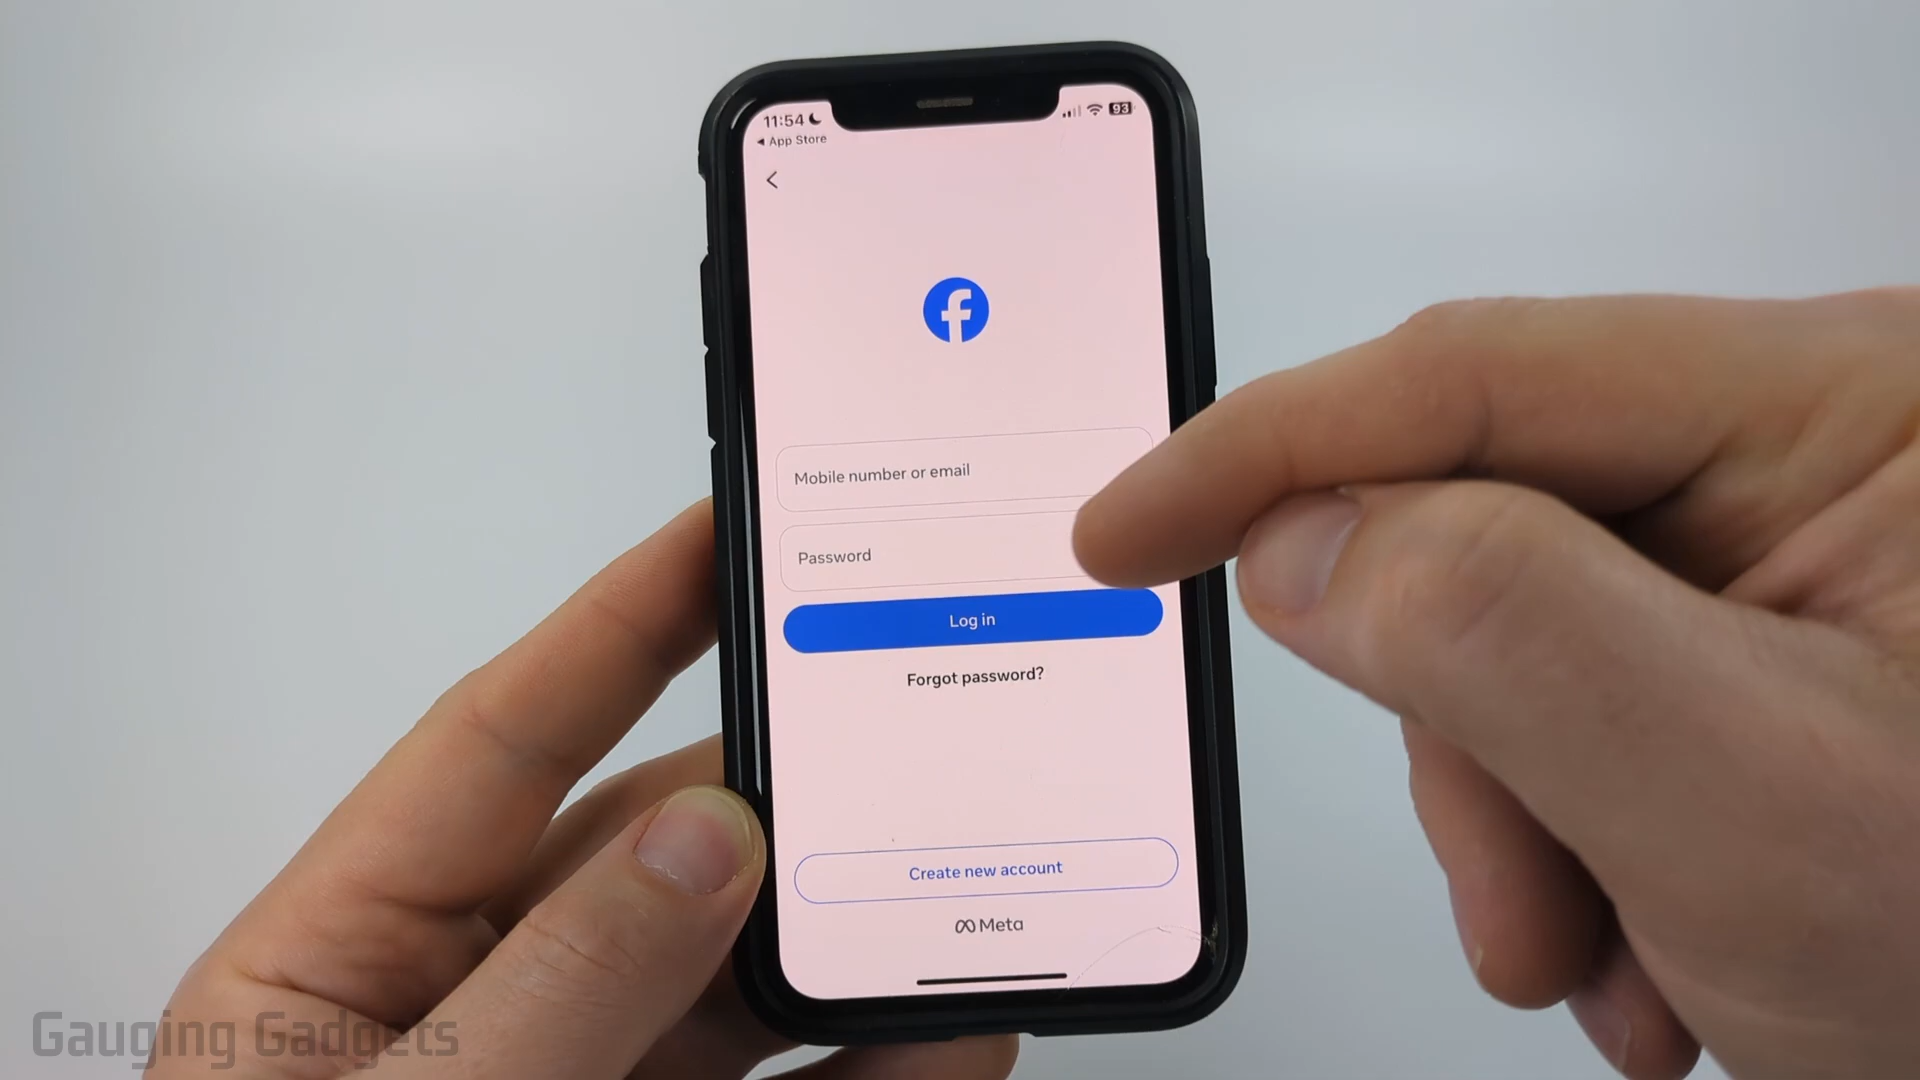 11:54
93
App Store
Mobile number or email
Password
Log in
Forgot password?
Create new account
Meta
Gauging Gadgets